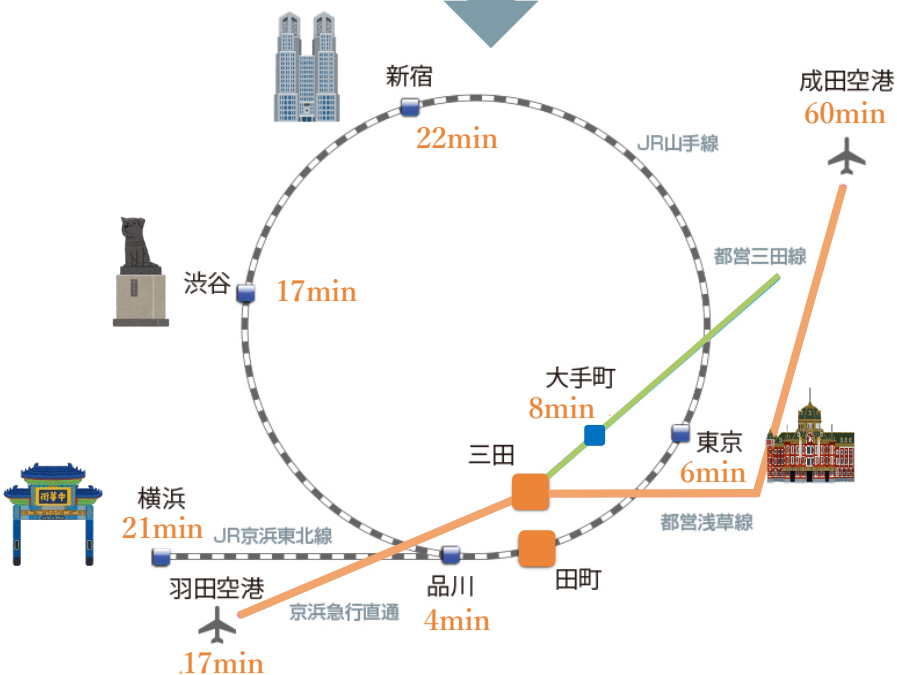 新宿
22min
成田空港
60min
JR山手線
都営三田線
渋谷
17min
大手町
8min
東京
6min
三田
都営浅草線
横浜
21min
中華街
JR京浜東北線
羽田空港
17min
京浜急行直通
品川
4min
田町